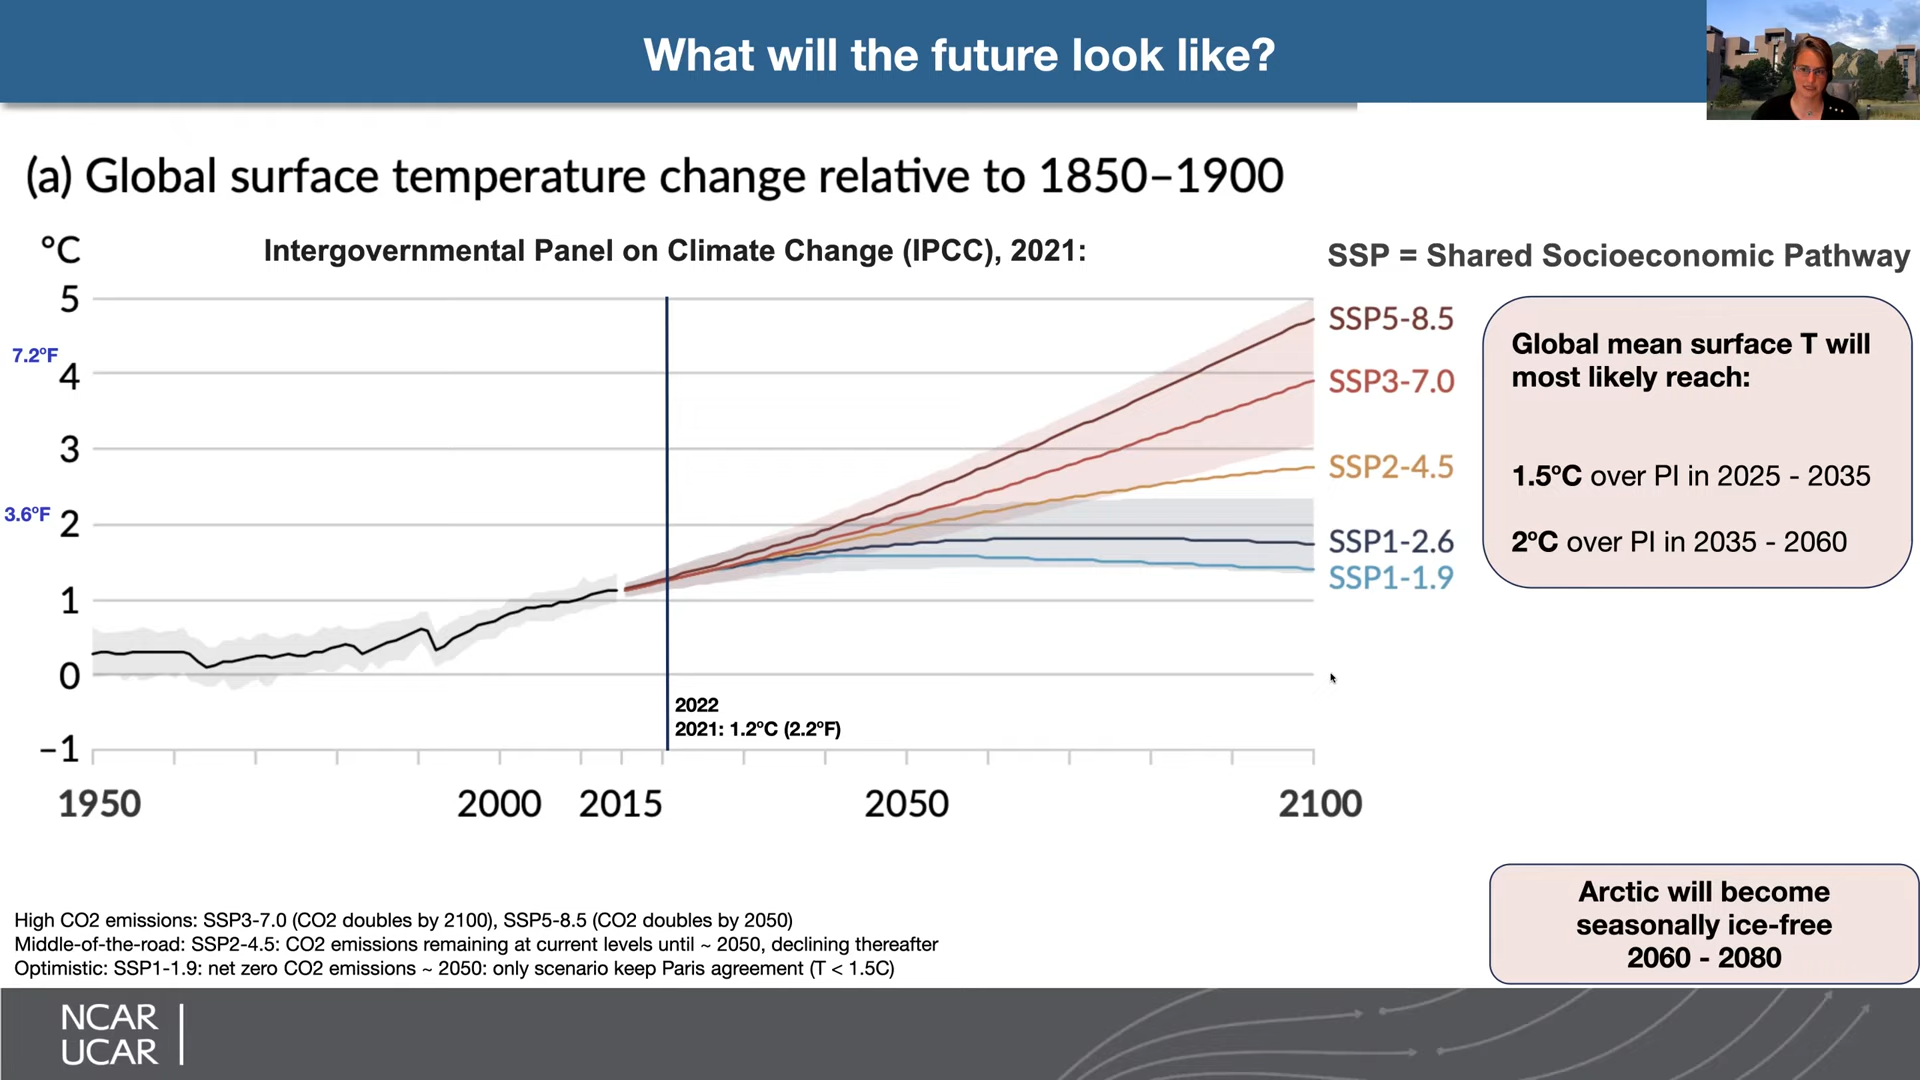 What will the future look like?
(a) Global surface temperature change relative to 1850–1900
°C
Intergovernmental Panel on Climate Change (IPCC), 2021:
SSP = Shared Socioeconomic Pathway
5
7.2ºF
4
3
3.6ºF
2
1
0
−1
SSP5-8.5
SSP3-7.0
SSP2-4.5
SSP1-2.6
SSP1-1.9
Global mean surface T will
most likely reach:
1.5ºC over PI in 2025 - 2035
2ºC over PI in 2035 - 2060
2022
2021: 1.2ºC (2.2ºF)
1950
2000
2015
2050
2100
High CO2 emissions: SSP3-7.0 (CO2 doubles by 2100), SSP5-8.5 (CO2 doubles by 2050)
Middle-of-the-road: SSP2-4.5: CO2 emissions remaining at current levels until ~ 2050, declining thereafter
Optimistic: SSP1-1.9: net zero CO2 emissions ~ 2050: only scenario keep Paris agreement (T < 1.5C)
Arctic will become
seasonally ice-free
2060 - 2080
NCAR
UCAR